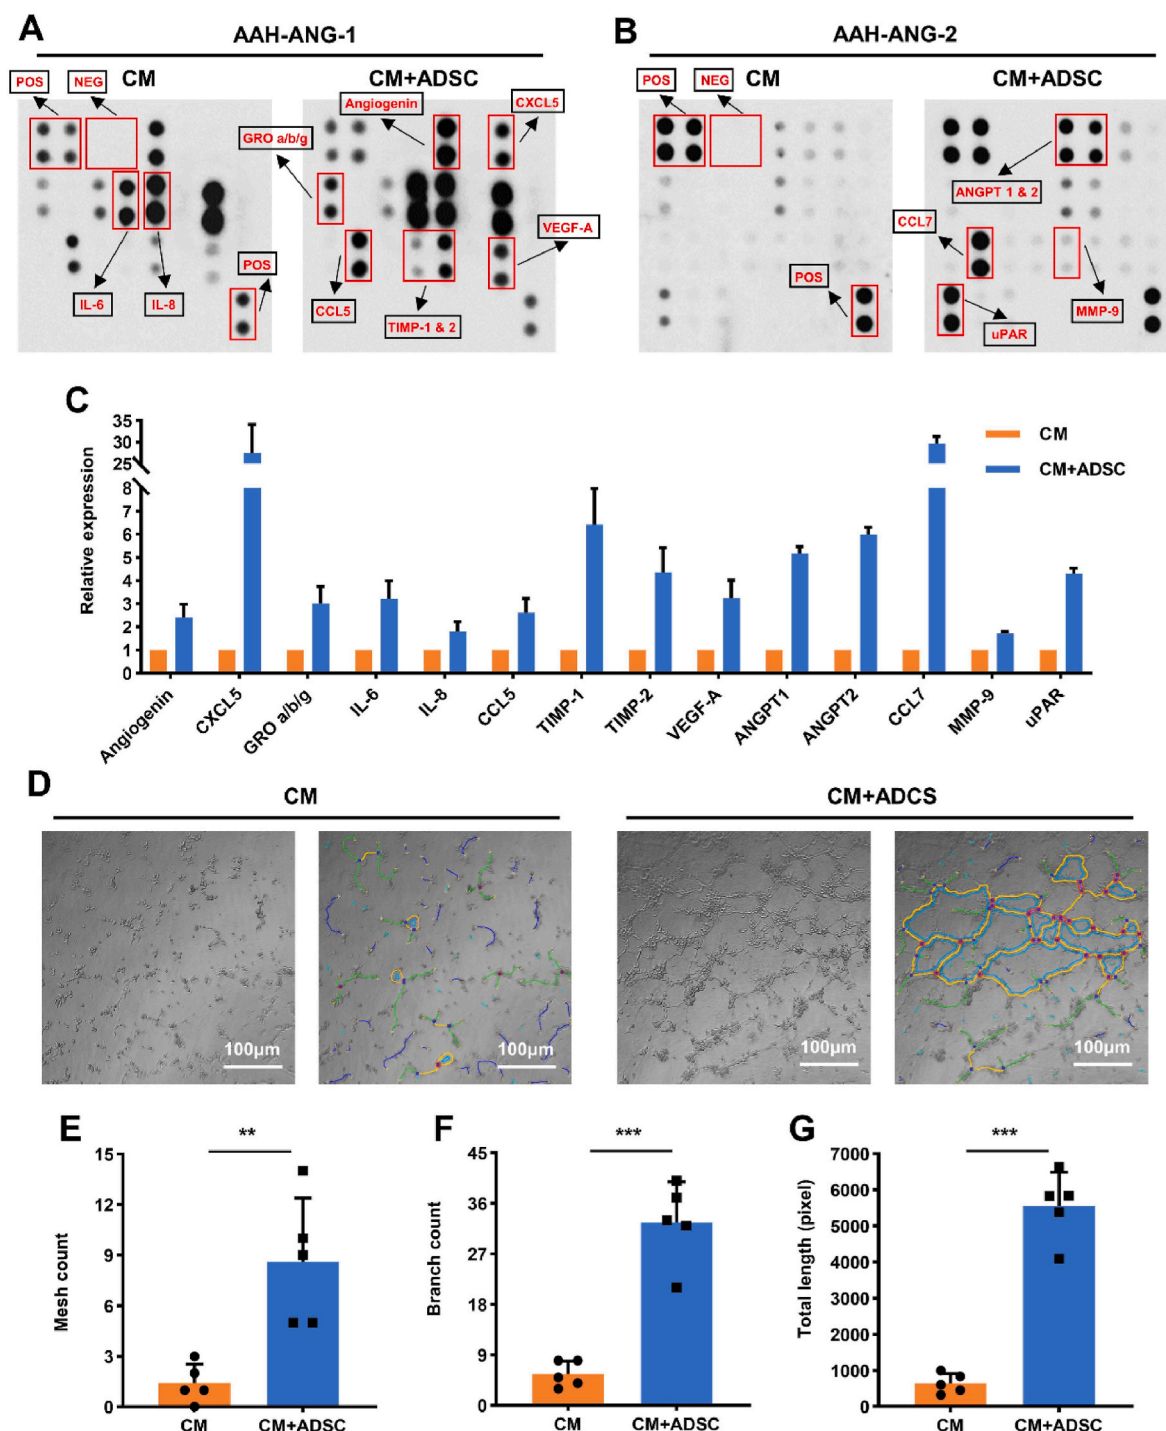 A
AAH-ANG-1
CM
CM+ADSC
POS
NEG
Angiogenin
CXCL5
GRO a/b/g
VEGF-A
POS
IL-6
IL-8
CCL5
TIMP-1 & 2
B
AAH-ANG-2
CM
CM+ADSC
POS
NEG
ANGPT 1 & 2
CCL7
POS
MMP-9
uPAR
C
Relative expression
35
30
25
8
6
4
3
2
1
0
CM
CM+ADSC
Angiogenin
CXCL5
GRO a/b/g
IL-6
IL-8
CCL5
TIMP-1
TIMP-2
VEGF-A
ANGPT1
ANGPT2
CCL7
MMP-9
uPAR
D
CM
CM+ADCS
100µm
100µm
100µm
100µm
E
**
Mesh count
15
12
9
6
3
0
CM
CM+ADSC
F
***
Branch count
45
36
27
18
9
0
CM
CM+ADSC
G
***
Total length (pixel)
7000
6000
5000
4000
3000
2000
1000
0
CM
CM+ADSC